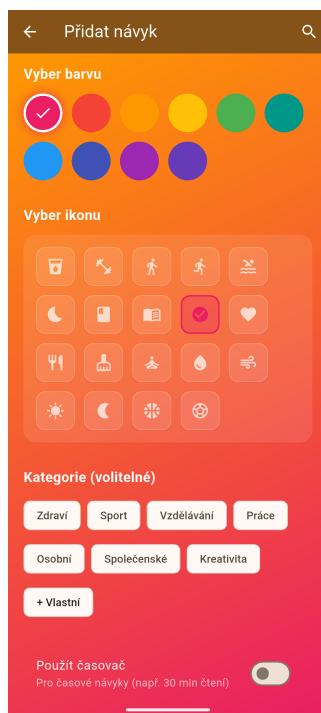 Přidat návyk
Vyber barvu
Vyber ikonu
Kategorie (volitelné)
Zdraví Sport Vzdělávání Práce
Osobní Společenské Kreativita
+ Vlastní
Použít časovač
Pro časové návyky (např. 30 min čtení)